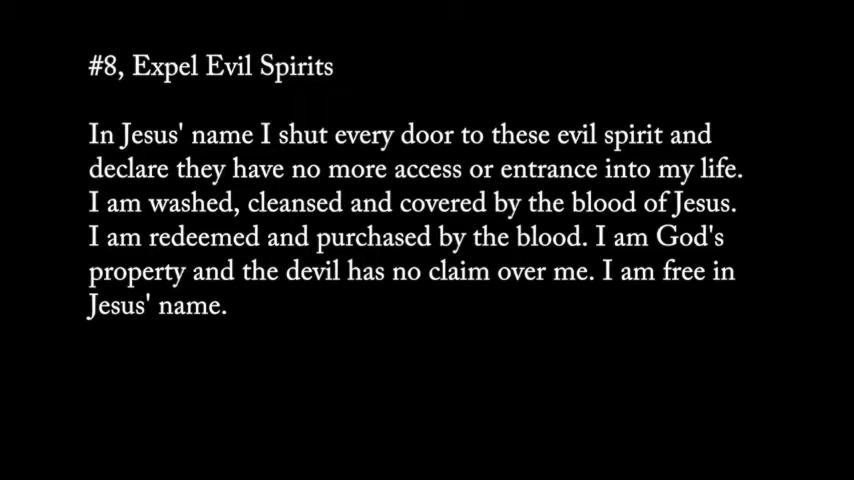 #8, Expel Evil Spirits
In Jesus' name I shut every door to these evil spirit and
declare they have no more access or entrance into my life.
I am washed, cleansed and covered by the blood of Jesus.
I am redeemed and purchased by the blood. I am God's
property and the devil has no claim over me. I am free in
Jesus' name.